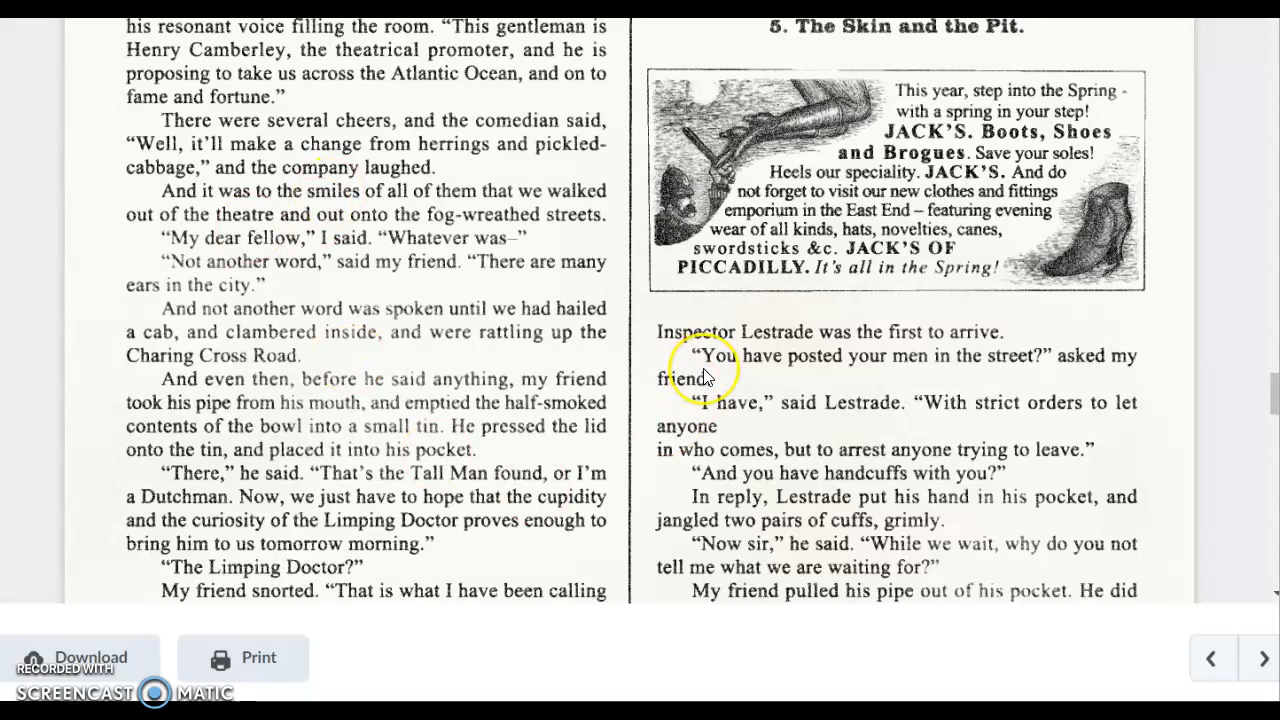 his resonant voice filling the room. “This gentleman is
Henry Camberley, the theatrical promoter, and he is
proposing to take us across the Atlantic Ocean, and on to
fame and fortune.”
There were several cheers, and the comedian said,
“Well, it’ll make a change from herrings and pickled-
cabbage,” and the company laughed.
And it was to the smiles of all of them that we walked
out of the theatre and out onto the fog-wreathed streets.
“My dear fellow,” I said. “Whatever was–”
“Not another word,” said my friend. “There are many
ears in the city.”
And not another word was spoken until we had hailed
a cab, and clambered inside, and were rattling up the
Charing Cross Road.
And even then, before he said anything, my friend
took his pipe from his mouth, and emptied the half-smoked
contents of the bowl into a small tin. He pressed the lid
onto the tin, and placed it into his pocket.
“There,” he said. “That’s the Tall Man found, or I’m
a Dutchman. Now, we just have to hope that the cupidity
and the curiosity of the Limping Doctor proves enough to
bring him to us tomorrow morning.”
“The Limping Doctor?”
My friend snorted. “That is what I have been calling
5. The Skin and the Pit.
This year, step into the Spring -
with a spring in your step!
JACK’S. Boots, Shoes
and Brogues. Save your soles!
Heels our speciality. JACK’S. And do
not forget to visit our new clothes and fittings
emporium in the East End – featuring evening
wear of all kinds, hats, novelties, canes,
swordsticks &c. JACK’S OF
PICCADILLY. It’s all in the Spring!
Inspector Lestrade was the first to arrive.
“You have posted your men in the street?” asked my
friend.
“I have,” said Lestrade. “With strict orders to let
anyone
in who comes, but to arrest anyone trying to leave.”
“And you have handcuffs with you?”
In reply, Lestrade put his hand in his pocket, and
jangled two pairs of cuffs, grimly.
“Now sir,” he said. “While we wait, why do you not
tell me what we are waiting for?”
My friend pulled his pipe out of his pocket. He did
Download
Print
RECORDED WITH
SCREENCAST MATIC